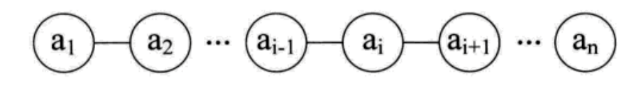 a₁ a₂ ... aᵢ₋₁ aᵢ aᵢ₊₁ ... aₙ